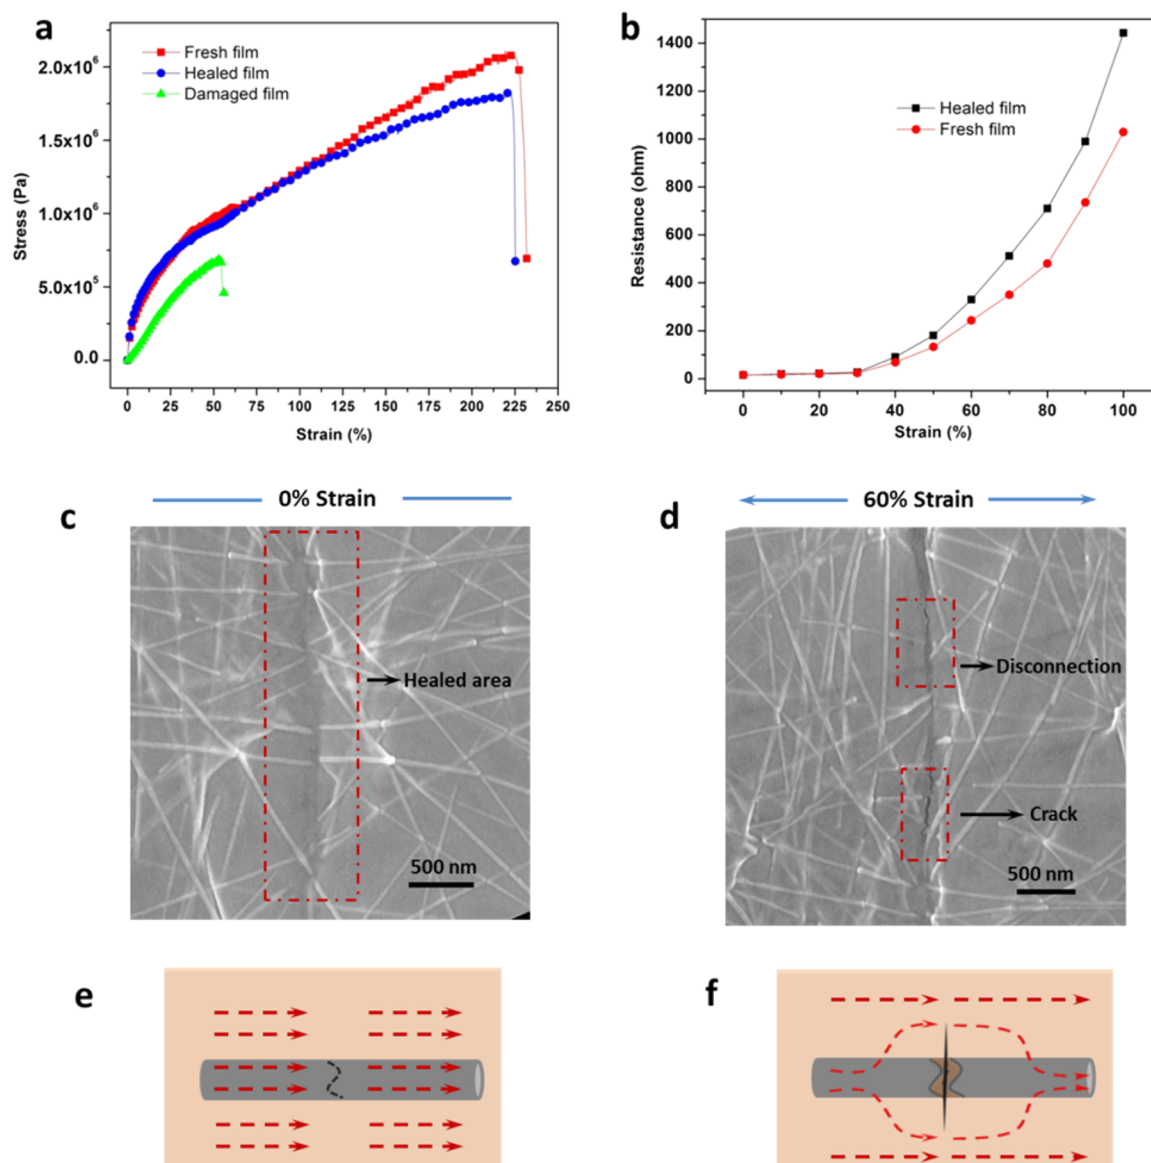 a
Fresh film
Healed film
Damaged film
2.0x10⁶
1.5x10⁶
1.0x10⁶
5.0x10⁵
0.0
Stress (Pa)
0 25 50 75 100 125 150 175 200 225 250
Strain (%)
b
Healed film
Fresh film
1400
1200
1000
800
600
400
200
0
Resistance (ohm)
0 20 40 60 80 100
Strain (%)
0% Strain
c
Healed area
500 nm
60% Strain
d
Disconnection
Crack
500 nm
e
f